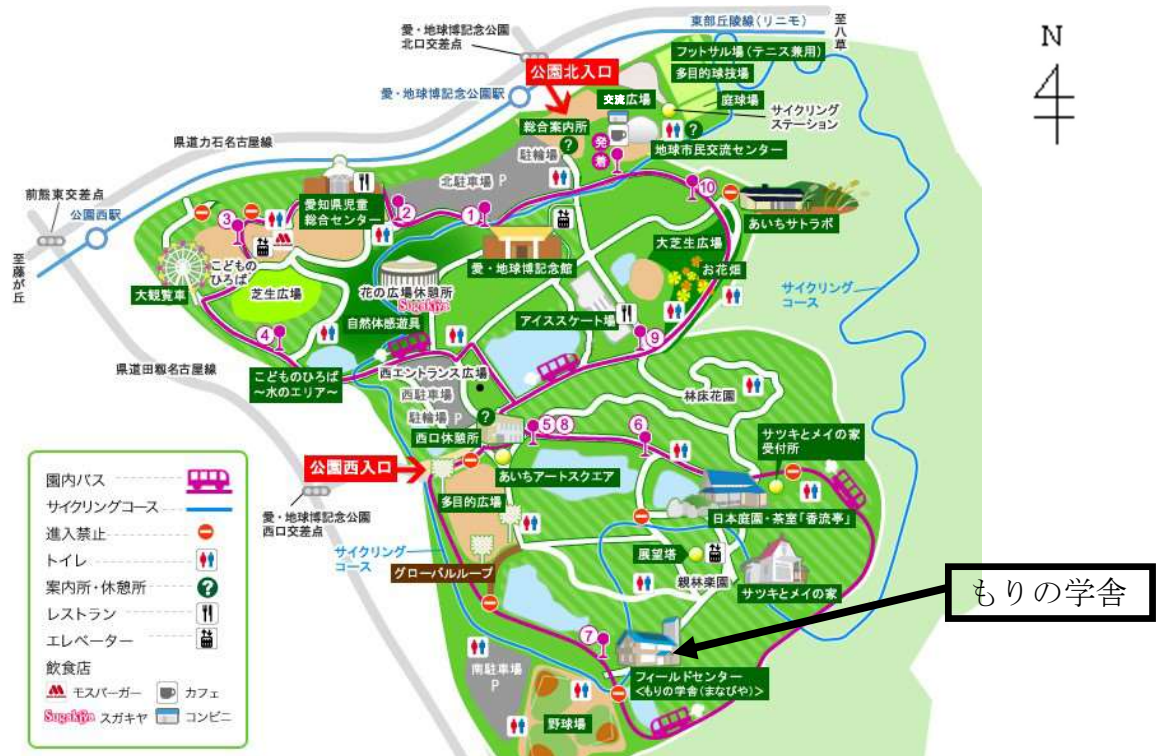 東部丘陵線(リニモ)
至八草
N
愛・地球博記念公園
北口交差点
公園北入口
フットサル場(テニス兼用)
多目的球技場
愛・地球博記念公園駅
交流広場
庭球場
サイクリング
ステーション
総合案内所
県道力石名古屋線
駐輪場
発着
地球市民交流センター
北駐車場 P
前熊東交差点
愛知県児童
総合センター
公園西駅
3
2
1
10
あいちサトラボ
至藤が丘
こどもの
ひろば
愛・地球博記念館
大芝生広場
お花畑
大観覧車
芝生広場
花の広場休憩所
Sugakiya
サイクリング
コース
自然体感遊具
アイススケート場
4
9
県道田籾名古屋線
こどものひろば
~水のエリア~
西エントランス広場
西駐車場
駐輪場 P
林床花園
西口休憩所
5 8
6
サツキとメイの家
受付所
公園西入口
あいちアートスクエア
多目的広場
日本庭園・茶室「香流亭」
愛・地球博記念公園
西口交差点
サイクリング
コース
展望塔
グローバルループ
親林楽園
サツキとメイの家
もりの学舎
7
南駐車場
P
フィールドセンター
<もりの学舎(まなびや)>
野球場
園内バス
サイクリングコース
進入禁止
トイレ
案内所・休憩所
?
レストラン
エレベーター
飲食店
モスバーガー
カフェ
Sugakiya スガキヤ
コンビニ